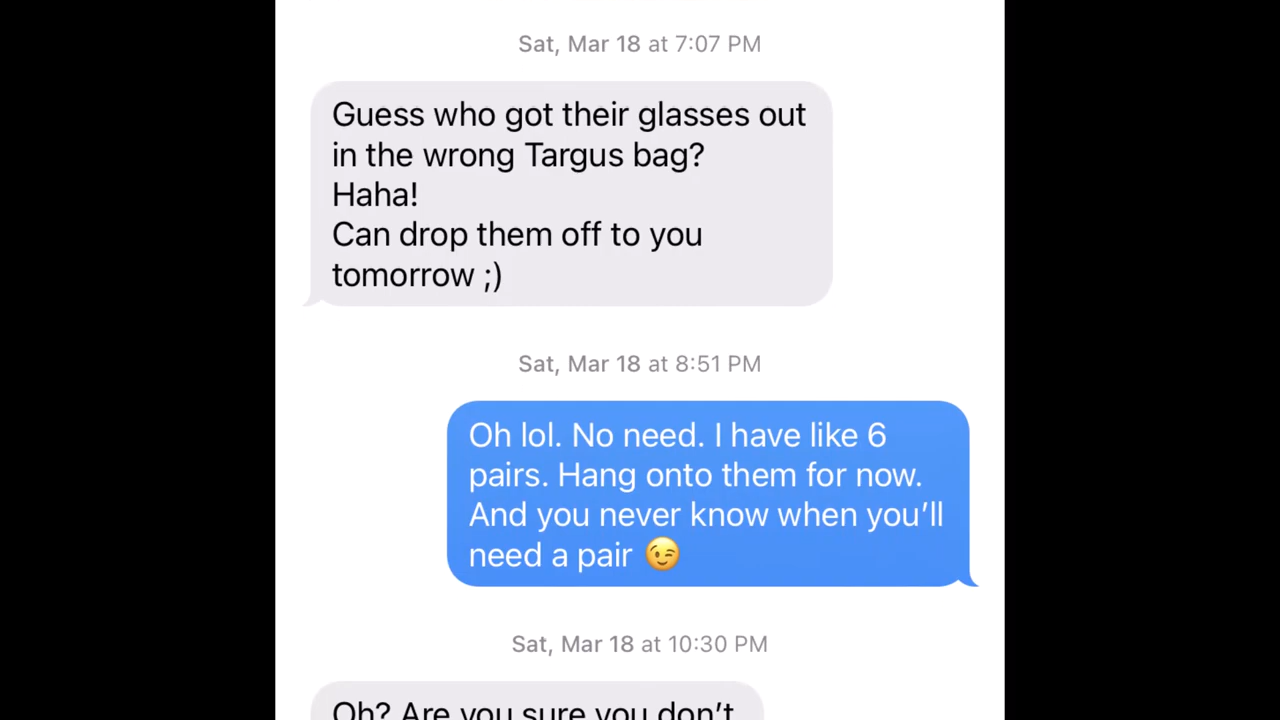 Sat, Mar 18 at 7:07 PM
Guess who got their glasses out
in the wrong Targus bag?
Haha!
Can drop them off to you
tomorrow ;)
Sat, Mar 18 at 8:51 PM
Oh lol. No need. I have like 6
pairs. Hang onto them for now.
And you never know when you’ll
need a pair 😉
Sat, Mar 18 at 10:30 PM
Oh? Are you sure you don’t